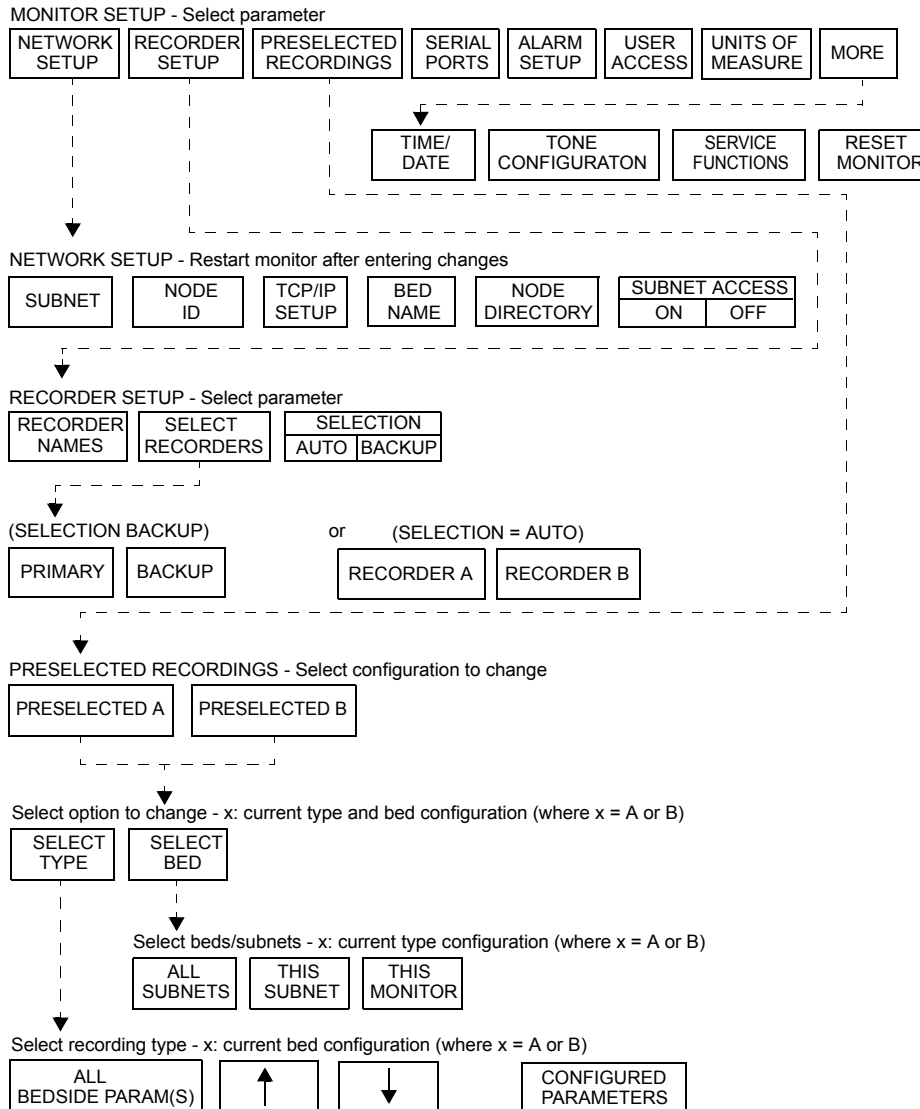 MONITOR SETUP - Select parameter
NETWORK SETUP
RECORDER SETUP
PRESELECTED RECORDINGS
SERIAL PORTS
ALARM SETUP
USER ACCESS
UNITS OF MEASURE
MORE
TIME/ DATE
TONE CONFIGURATON
SERVICE FUNCTIONS
RESET MONITOR
NETWORK SETUP - Restart monitor after entering changes
SUBNET
NODE ID
TCP/IP SETUP
BED NAME
NODE DIRECTORY
SUBNET ACCESS
ON OFF
RECORDER SETUP - Select parameter
RECORDER NAMES
SELECT RECORDERS
SELECTION
AUTO BACKUP
(SELECTION BACKUP) or (SELECTION = AUTO)
PRIMARY
BACKUP
RECORDER A
RECORDER B
PRESELECTED RECORDINGS - Select configuration to change
PRESELECTED A
PRESELECTED B
Select option to change - x: current type and bed configuration (where x = A or B)
SELECT TYPE
SELECT BED
Select beds/subnets - x: current type configuration (where x = A or B)
ALL SUBNETS
THIS SUBNET
THIS MONITOR
Select recording type - x: current bed configuration (where x = A or B)
ALL BEDSIDE PARAM(S)
CONFIGURED PARAMETERS